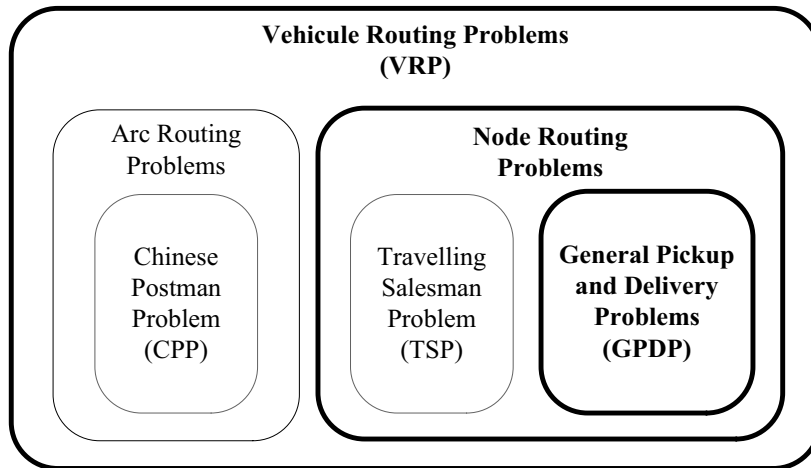 Vehicule Routing Problems
(VRP)
Arc Routing
Problems
Chinese
Postman
Problem
(CPP)
Node Routing
Problems
Travelling
Salesman
Problem
(TSP)
General Pickup
and Delivery
Problems
(GPDP)